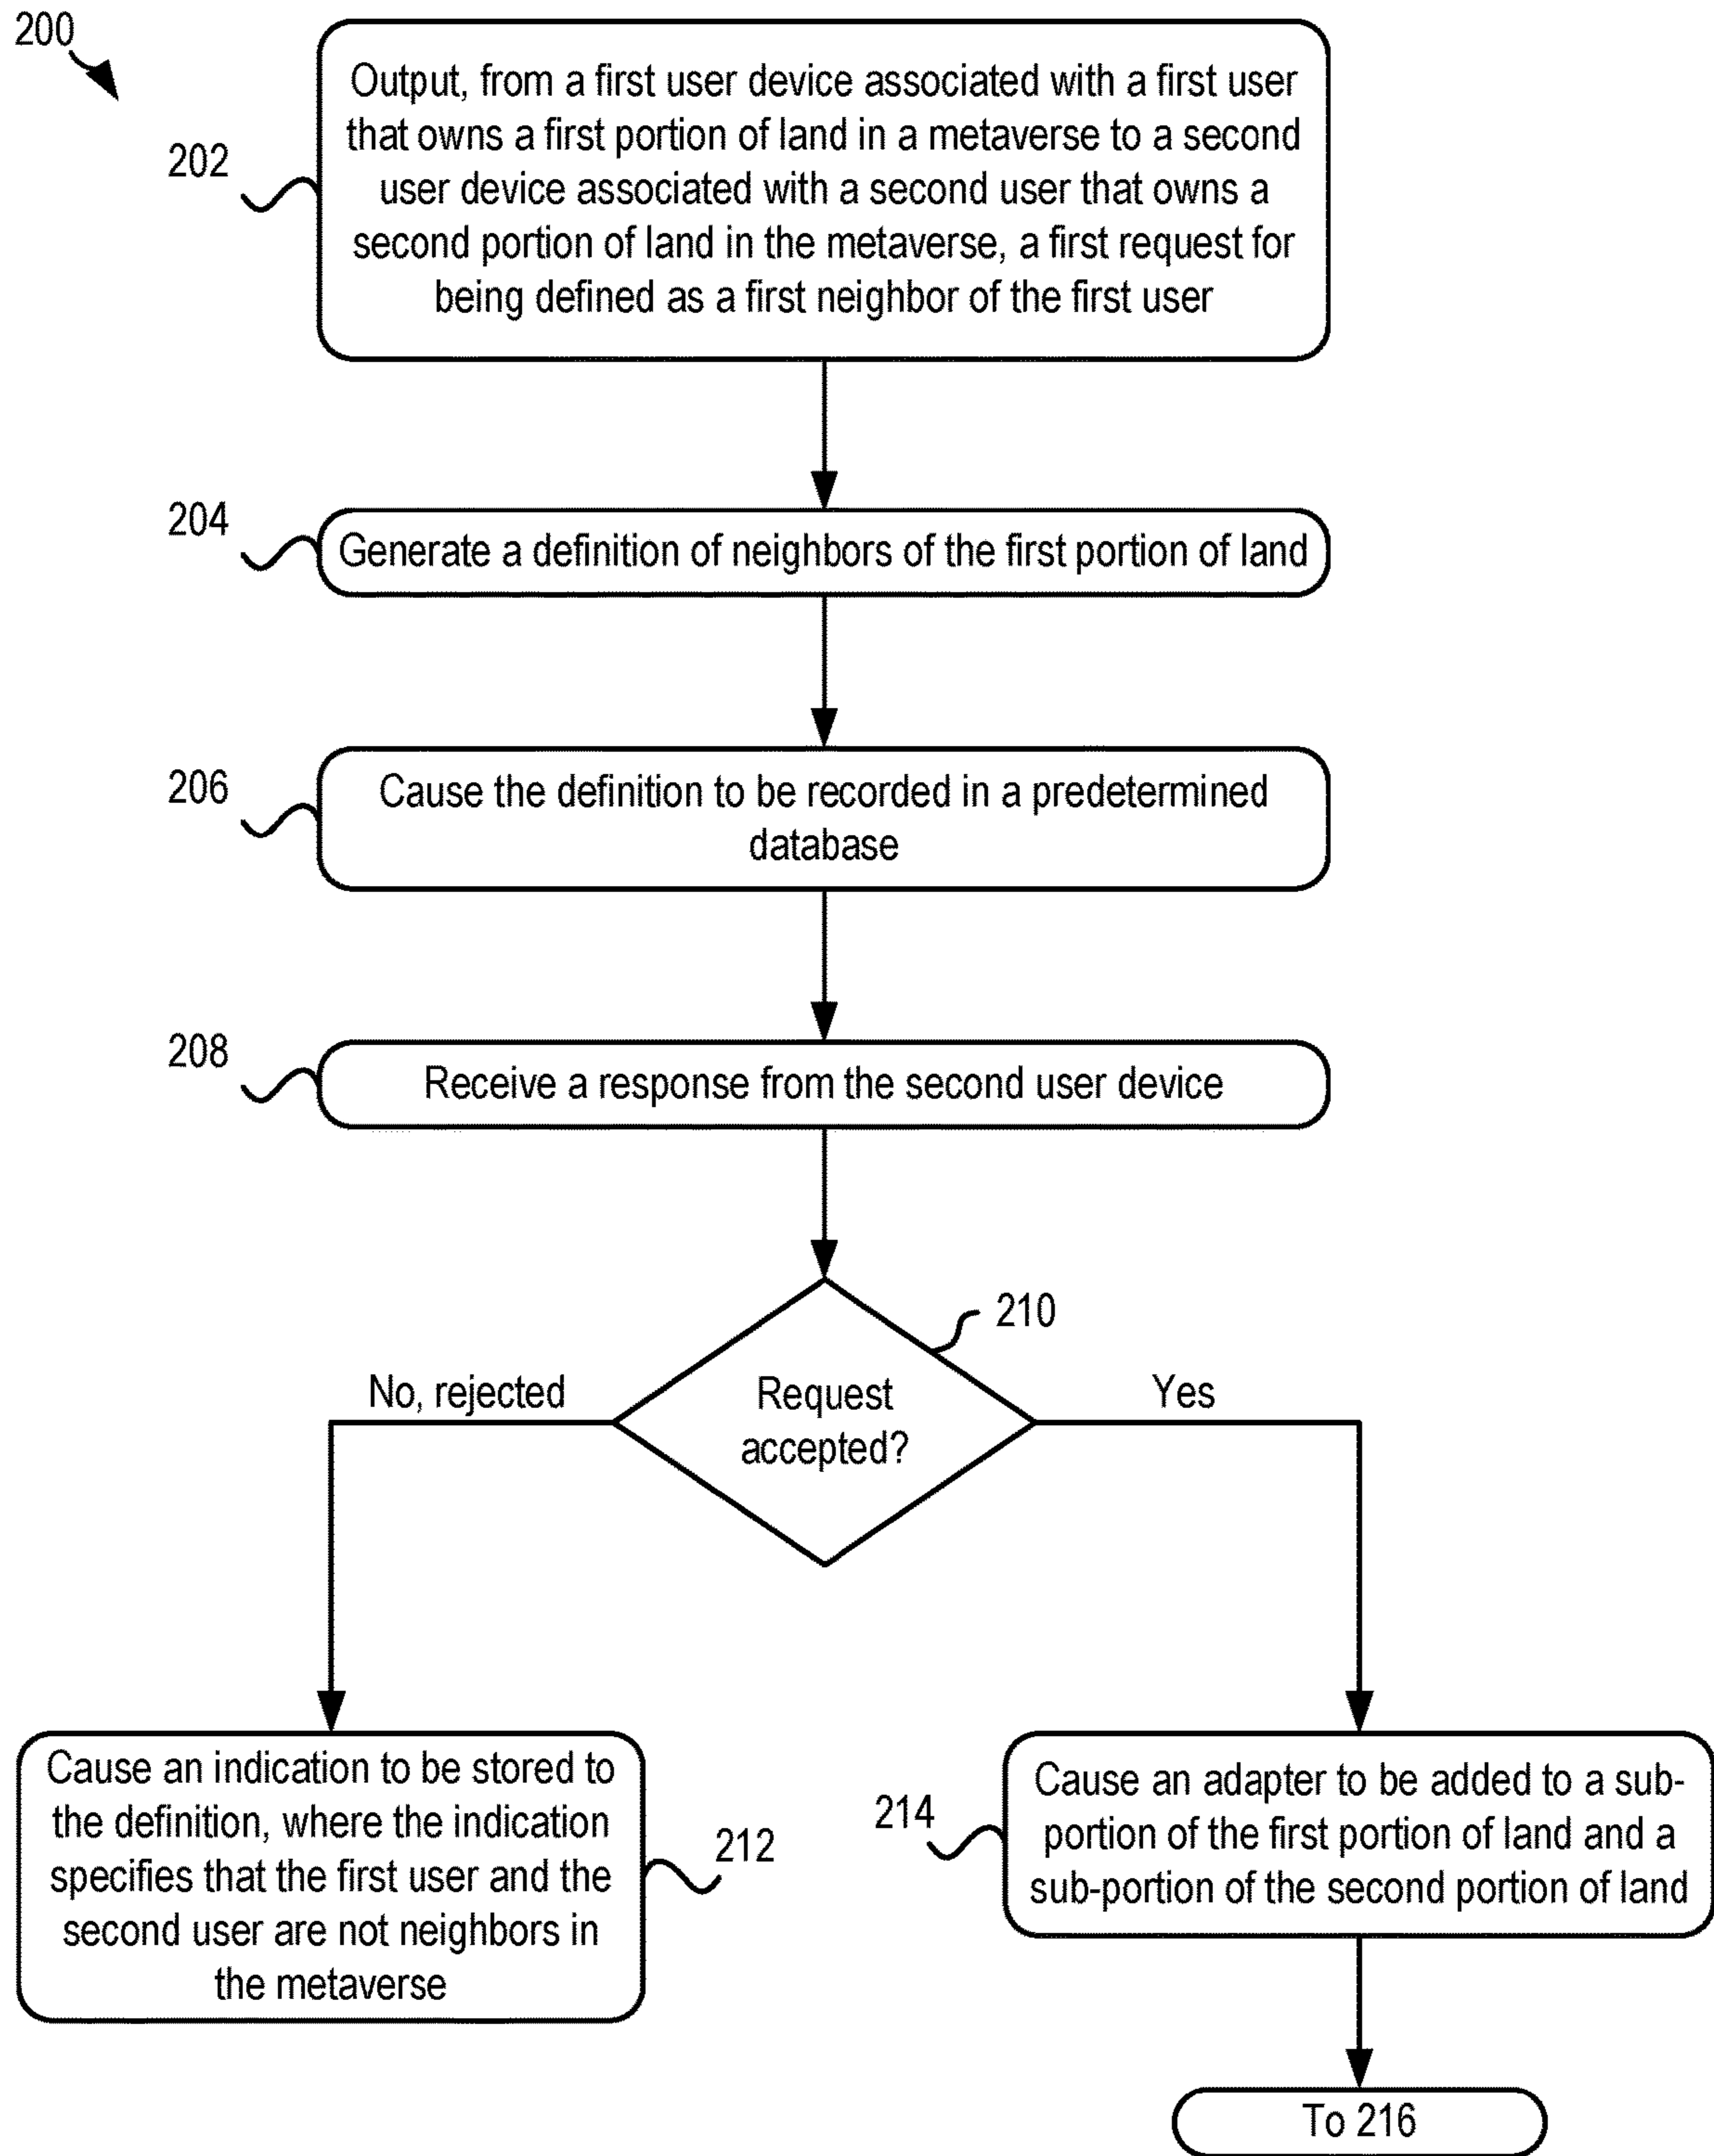 200
202
Output, from a first user device associated with a first user
that owns a first portion of land in a metaverse to a second
user device associated with a second user that owns a
second portion of land in the metaverse, a first request for
being defined as a first neighbor of the first user
204
Generate a definition of neighbors of the first portion of land
206
Cause the definition to be recorded in a predetermined
database
208
Receive a response from the second user device
210
Request
accepted?
No, rejected
Yes
Cause an indication to be stored to
the definition, where the indication
specifies that the first user and the
second user are not neighbors in
the metaverse
212
214
Cause an adapter to be added to a sub-
portion of the first portion of land and a
sub-portion of the second portion of land
To 216